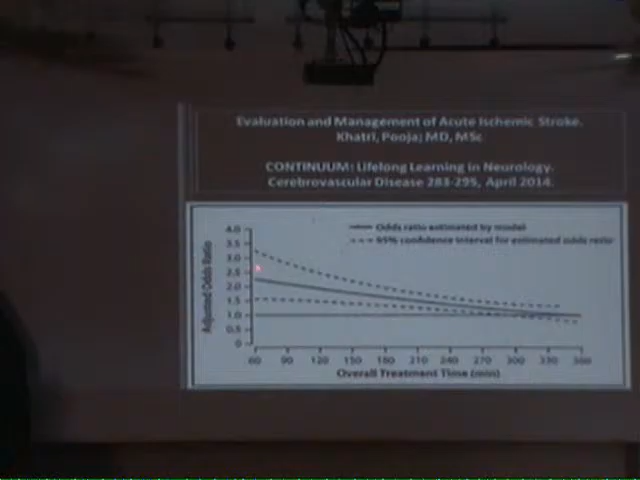 Evaluation and Management of Acute Ischemic Stroke.
Khatri, Pooja; MD, MSc
CONTINUUM: Lifelong Learning in Neurology.
Cerebrovascular Disease 283-295, April 2014.
Odds ratio estimated by model
95% confidence interval for estimated odds ratio
Adjusted Odds Ratio
4.0
3.5
3.0
2.5
2.0
1.5
1.0
0.5
0
60 90 120 150 180 210 240 270 300 330 360
Overall Treatment Time (min)